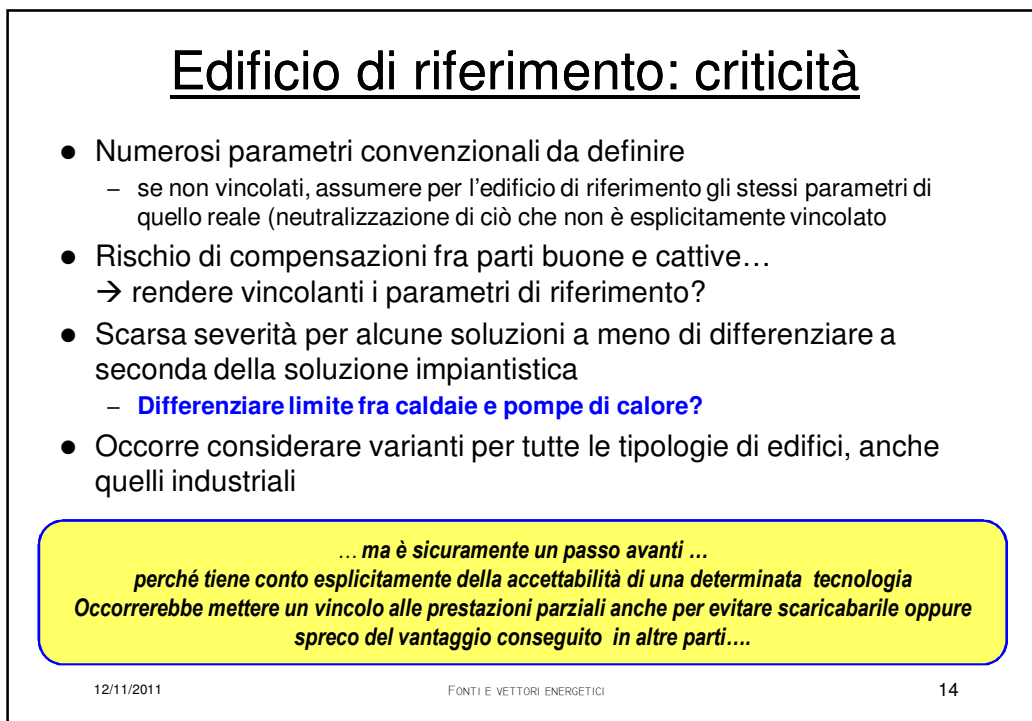 Edificio di riferimento: criticità
● Numerosi parametri convenzionali da definire
– se non vincolati, assumere per l'edificio di riferimento gli stessi parametri di
quello reale (neutralizzazione di ciò che non è esplicitamente vincolato
● Rischio di compensazioni fra parti buone e cattive…
→ rendere vincolanti i parametri di riferimento?
● Scarsa severità per alcune soluzioni a meno di differenziare a
seconda della soluzione impiantistica
– Differenziare limite fra caldaie e pompe di calore?
● Occorre considerare varianti per tutte le tipologie di edifici, anche
quelli industriali
… ma è sicuramente un passo avanti …
perché tiene conto esplicitamente della accettabilità di una determinata tecnologia
Occorrerebbe mettere un vincolo alle prestazioni parziali anche per evitare scaricabarile oppure
spreco del vantaggio conseguito in altre parti….
12/11/2011 FONTI E VETTORI ENERGETICI 14